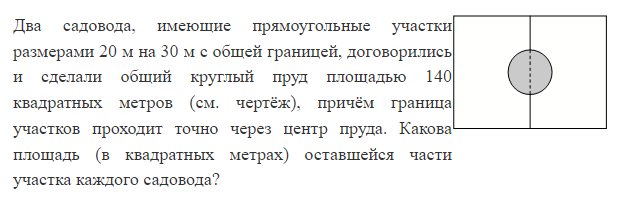 Два садовода, имеющие прямоугольные участки
размерами 20 м на 30 м с общей границей, договорились
и сделали общий круглый пруд площадью 140
квадратных метров (см. чертёж), причём граница
участков проходит точно через центр пруда. Какова
площадь (в квадратных метрах) оставшейся части
участка каждого садовода?